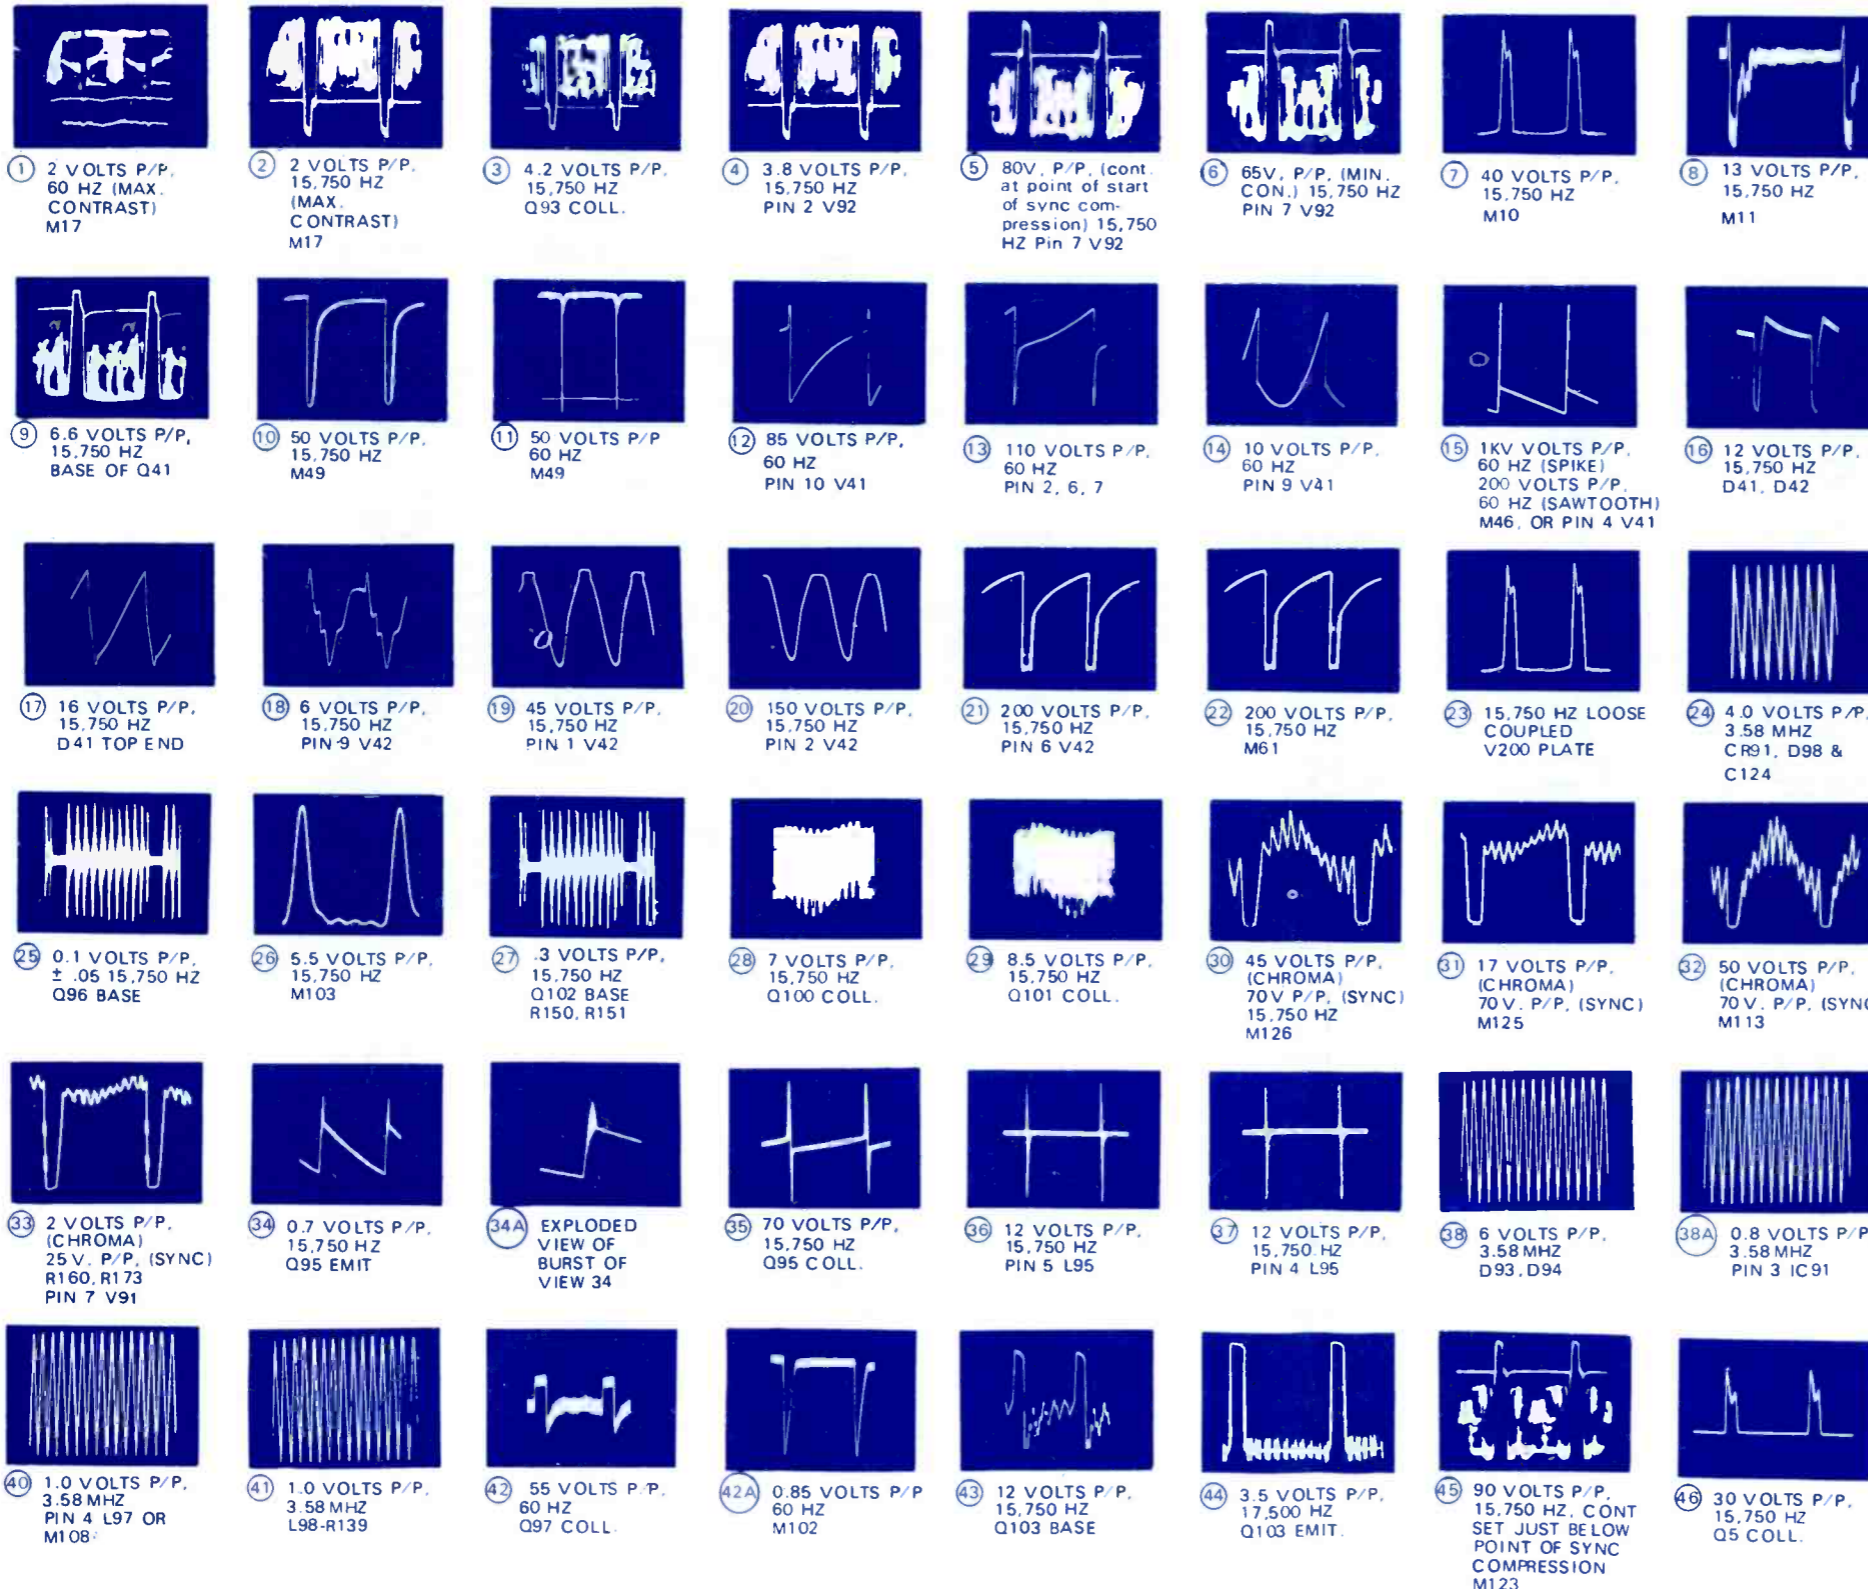 1 2 VOLTS P/P,
60 HZ (MAX.
CONTRAST)
M17
2 2 VOLTS P/P,
15,750 HZ
(MAX.
CONTRAST)
M17
3 4.2 VOLTS P/P,
15,750 HZ
Q93 COLL.
4 3.8 VOLTS P/P,
15,750 HZ
PIN 2 V92
5 80V, P/P, (cont.
at point of start
of sync com-
pression) 15,750
HZ Pin 7 V92
6 65V, P/P, (MIN.
CON.) 15,750 HZ
PIN 7 V92
7 40 VOLTS P/P,
15,750 HZ
M10
8 13 VOLTS P/P,
15,750 HZ
M11
9 6.6 VOLTS P/P,
15,750 HZ
BASE OF Q41
10 50 VOLTS P/P,
15,750 HZ
M49
11 50 VOLTS P/P
60 HZ
M49
12 85 VOLTS P/P,
60 HZ
PIN 10 V41
13 110 VOLTS P/P,
60 HZ
PIN 2, 6, 7
14 10 VOLTS P/P,
60 HZ
PIN 9 V41
15 1KV VOLTS P/P,
60 HZ (SPIKE)
200 VOLTS P/P,
60 HZ (SAWTOOTH)
M46, OR PIN 4 V41
16 12 VOLTS P/P,
15,750 HZ
D41, D42
17 16 VOLTS P/P,
15,750 HZ
D41 TOP END
18 6 VOLTS P/P,
15,750 HZ
PIN 9 V42
19 45 VOLTS P/P,
15,750 HZ
PIN 1 V42
20 150 VOLTS P/P,
15,750 HZ
PIN 2 V42
21 200 VOLTS P/P,
15,750 HZ
PIN 6 V42
22 200 VOLTS P/P,
15,750 HZ
M61
23 15,750 HZ LOOSE
COUPLED
V200 PLATE
24 4.0 VOLTS P/P,
3.58 MHZ
CR91, D98 &
C124
25 0.1 VOLTS P/P,
± .05 15,750 HZ
Q96 BASE
26 5.5 VOLTS P/P,
15,750 HZ
M103
27 .3 VOLTS P/P,
15,750 HZ
Q102 BASE
R150, R151
28 7 VOLTS P/P,
15,750 HZ
Q100 COLL.
29 8.5 VOLTS P/P,
15,750 HZ
Q101 COLL.
30 45 VOLTS P/P,
(CHROMA)
70V P/P, (SYNC)
15,750 HZ
M126
31 17 VOLTS P/P,
(CHROMA)
70 V. P/P, (SYNC)
M125
32 50 VOLTS P/P,
(CHROMA)
70 V. P/P, (SYNC
M113
33 2 VOLTS P/P,
(CHROMA)
25 V. P/P, (SYNC)
R160, R173
PIN 7 V91
34 0.7 VOLTS P/P,
15,750 HZ
Q95 EMIT
34A EXPLODED
VIEW OF
BURST OF
VIEW 34
35 70 VOLTS P/P,
15,750 HZ
Q95 COLL.
36 12 VOLTS P/P,
15,750 HZ
PIN 5 L95
37 12 VOLTS P/P,
15,750 HZ
PIN 4 L95
38 6 VOLTS P/P,
3.58 MHZ
D93, D94
38A 0.8 VOLTS P/P
3.58 MHZ
PIN 3 IC91
40 1.0 VOLTS P/P,
3.58 MHZ
PIN 4 L97 OR
M108
41 1.0 VOLTS P/P,
3.58 MHZ
L98-R139
42 55 VOLTS P/P,
60 HZ
Q97 COLL.
42A 0.85 VOLTS P/P
60 HZ
M102
43 12 VOLTS P/P,
15,750 HZ
Q103 BASE
44 3.5 VOLTS P/P,
17,500 HZ
Q103 EMIT.
45 90 VOLTS P/P,
15,750 HZ, CONT
SET JUST BELOW
POINT OF SYNC
COMPRESSION
M123
46 30 VOLTS P/P,
15,750 HZ
Q5 COLL.